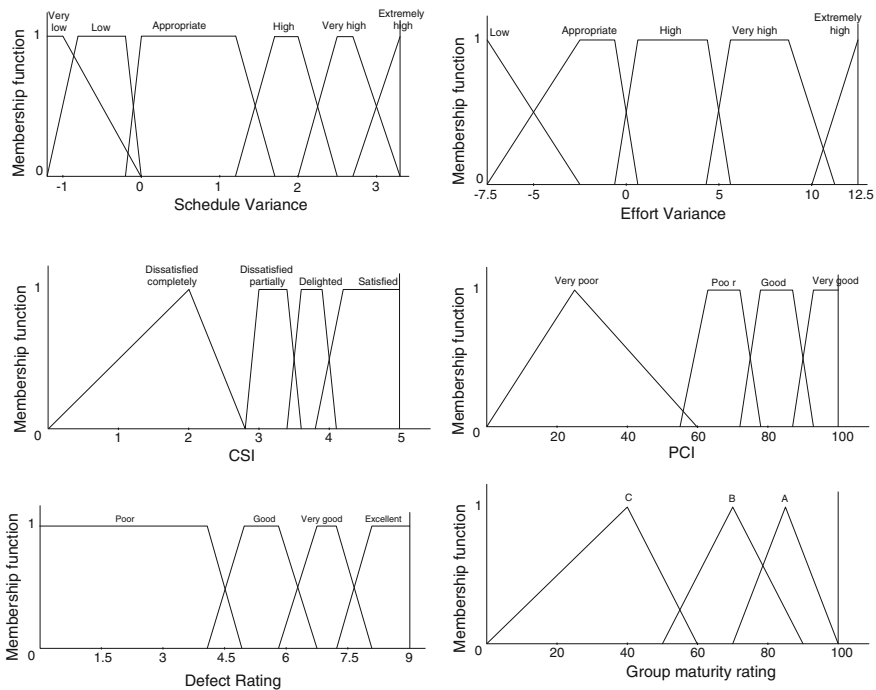 Very
low
Low
Appropriate
High
Very high
Extremely
high
1
0
Membership function
-1
0
1
2
3
Schedule Variance
Low
Appropriate
High
Very high
Extremely
high
1
0
Membership function
-7.5
-5
0
5
10
12.5
Effort Variance
Dissatisfied
completely
Dissatisfied
partially
Delighted
Satisfied
1
0
Membership function
1
2
3
4
5
CSI
Very poor
Poo r
Good
Very good
1
0
Membership function
20
40
60
80
100
PCI
Poor
Good
Very good
Excellent
1
0
Membership function
1.5
3
4.5
6
7.5
9
Defect Rating
C
B
A
1
0
Membership function
20
40
60
80
100
Group maturity rating